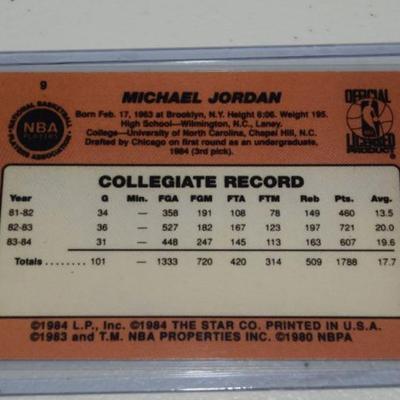 9
MICHAEL JORDAN
Born Feb. 17, 1963 at Brooklyn, N.Y. Height 6:06. Weight 195.
High School—Wilmington, N.C., Laney.
College—University of North Carolina, Chapel Hill, N.C.
Drafted by Chicago on first round as an undergraduate,
1984 (3rd pick).
NATIONAL BASKETBALL
NBA
PLAYERS
PLAYERS ASSOCIATION
OFFICIAL
NBA
LICENSED
PRODUCT
COLLEGIATE RECORD
Year G Min. FGA FGM FTA FTM Reb Pts. Avg.
81-82 34 — 358 191 108 78 149 460 13.5
82-83 36 — 527 182 167 123 197 721 20.0
83-84 31 — 448 247 145 113 163 607 19.6
Totals ........ 101 — 1333 720 420 314 509 1788 17.7
©1984 L.P., Inc. ©1984 THE STAR CO. PRINTED IN U.S.A.
©1983 and T.M. NBA PROPERTIES INC. ©1980 NBPA